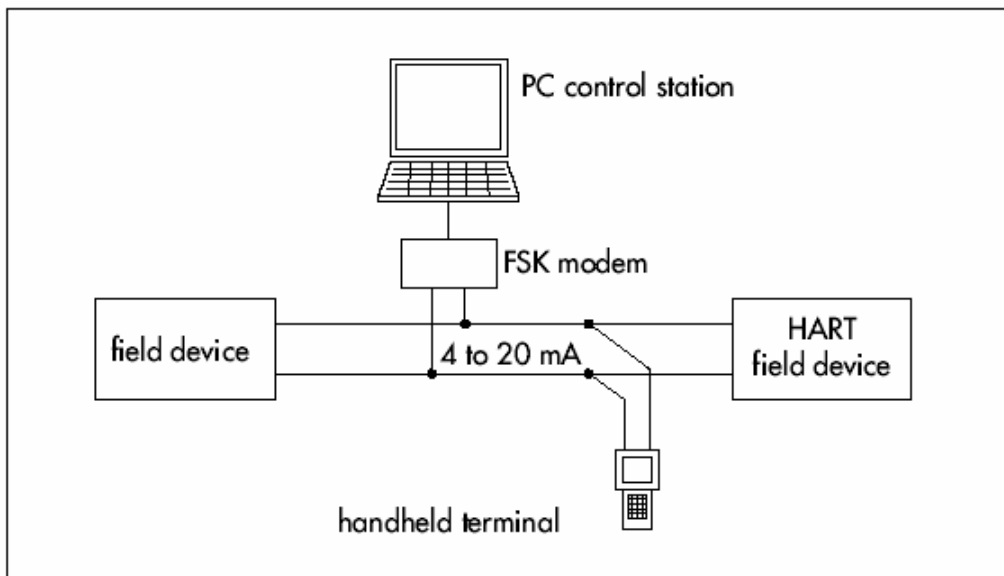 PC control station
FSK modem
field device
4 to 20 mA
HART
field device
handheld terminal